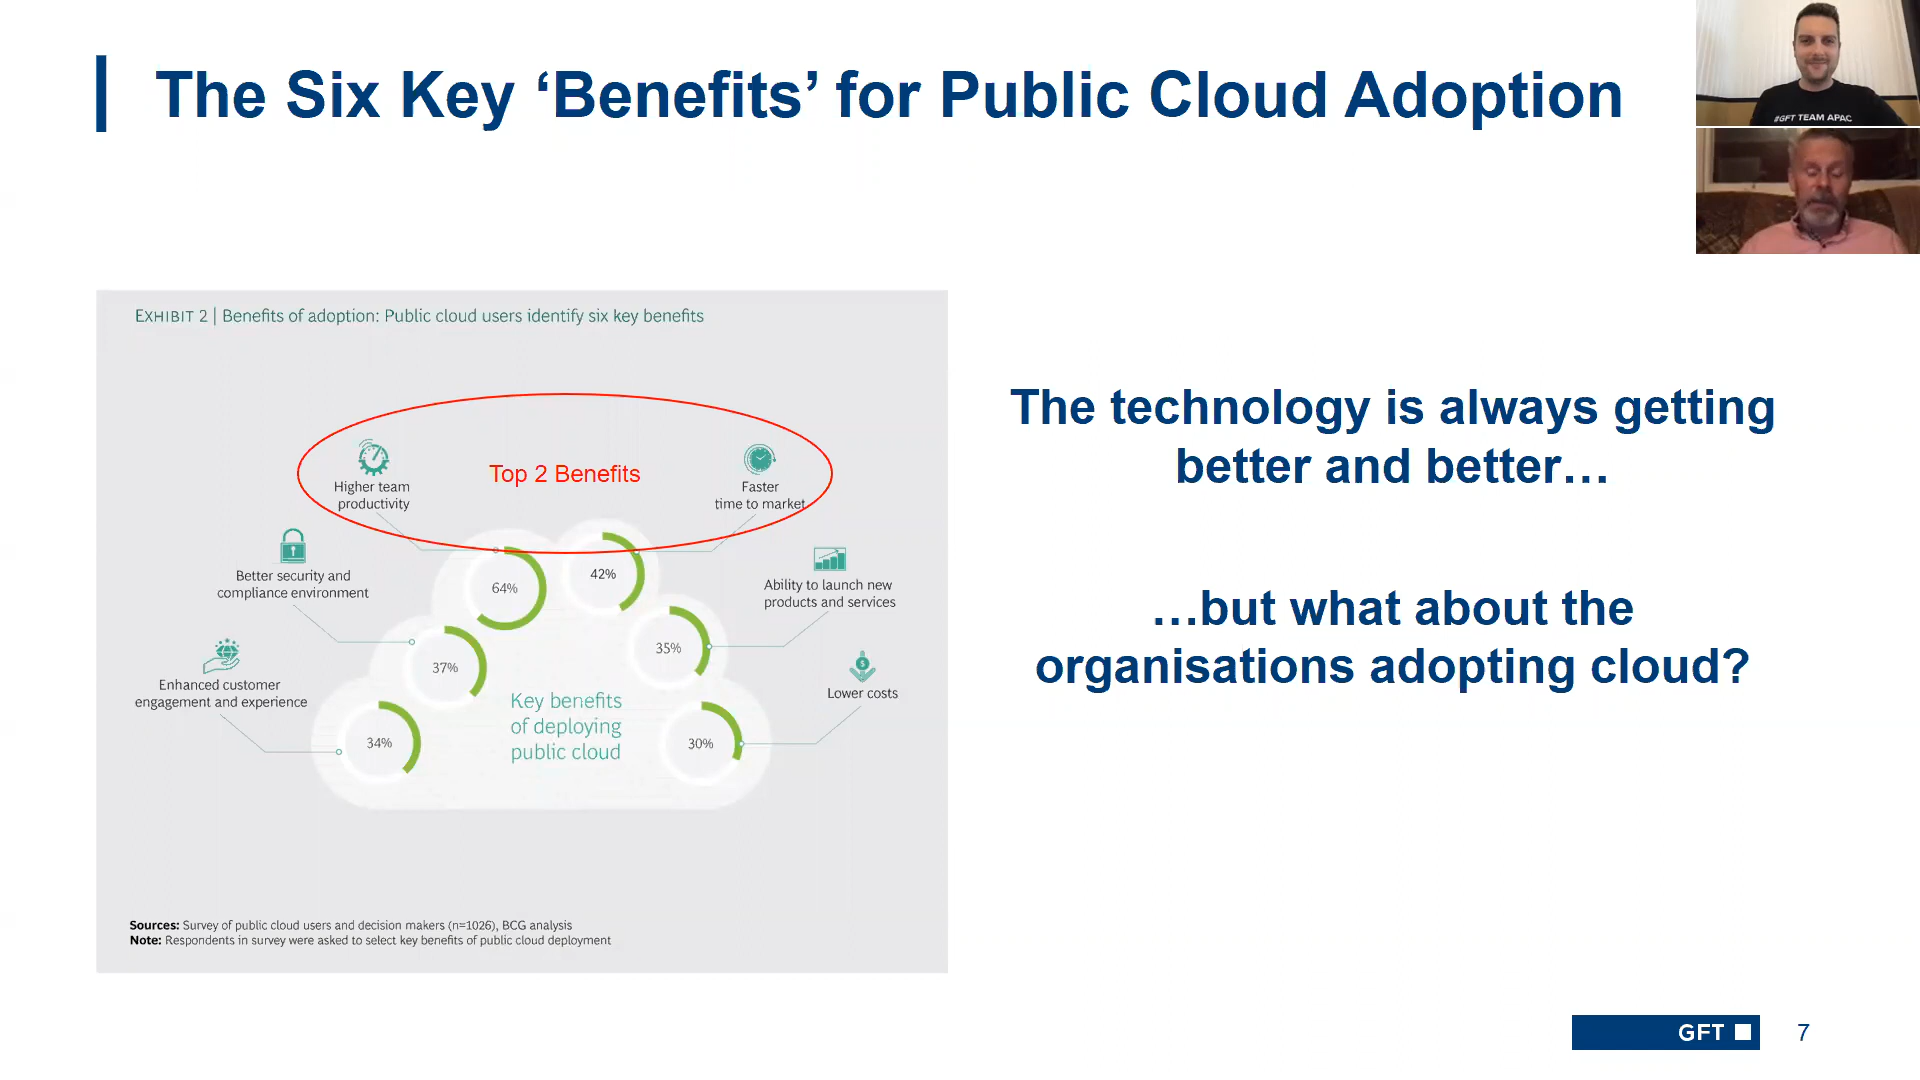 The Six Key ‘Benefits’ for Public Cloud Adoption
#GFT TEAM APAC
EXHIBIT 2 | Benefits of adoption: Public cloud users identify six key benefits
Top 2 Benefits
Higher team
productivity
Faster
time to market
Better security and
compliance environment
Ability to launch new
products and services
Enhanced customer
engagement and experience
Lower costs
64%
42%
37%
35%
34%
30%
Key benefits
of deploying
public cloud
Sources: Survey of public cloud users and decision makers (n=1026), BCG analysis
Note: Respondents in survey were asked to select key benefits of public cloud deployment
The technology is always getting
better and better…
…but what about the
organisations adopting cloud?
GFT
7